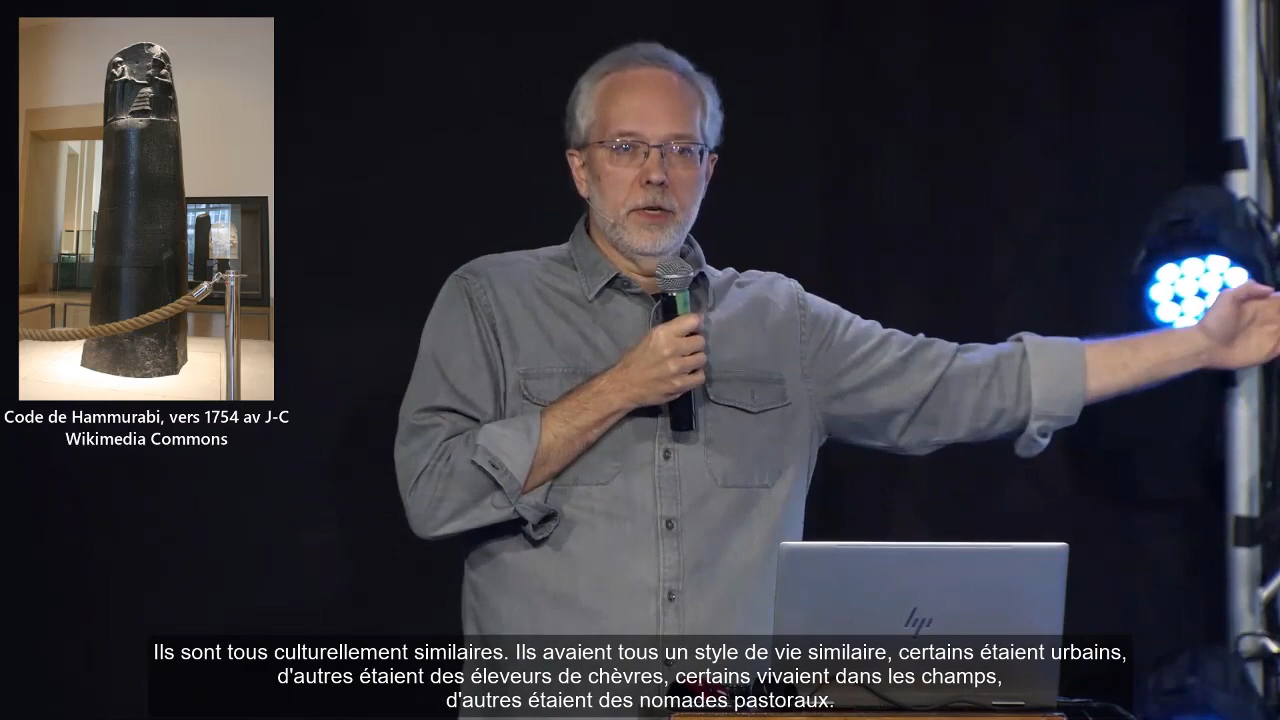 Code de Hammurabi, vers 1754 av J-C
Wikimedia Commons
hp
Ils sont tous culturellement similaires. Ils avaient tous un style de vie similaire, certains étaient urbains,
d'autres étaient des éleveurs de chèvres, certains vivaient dans les champs,
d'autres étaient des nomades pastoraux.